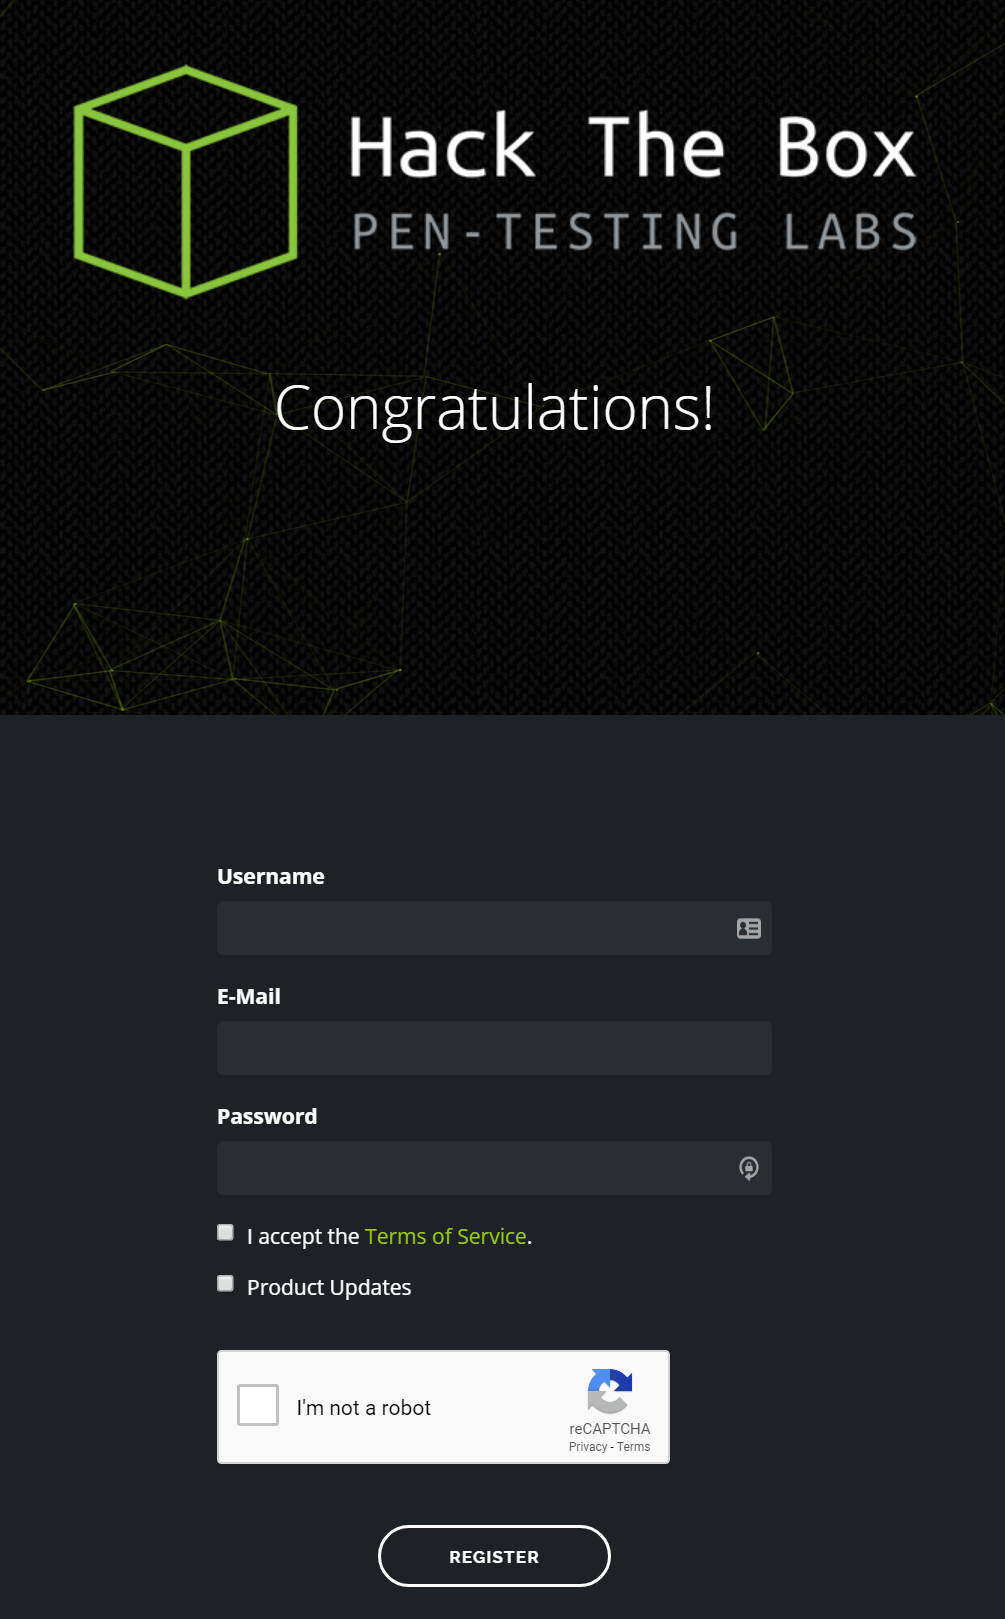 Hack The Box
PEN-TESTING LABS
Congratulations!
Username
E-Mail
Password
I accept the Terms of Service.
Product Updates
I'm not a robot
reCAPTCHA
Privacy - Terms
REGISTER